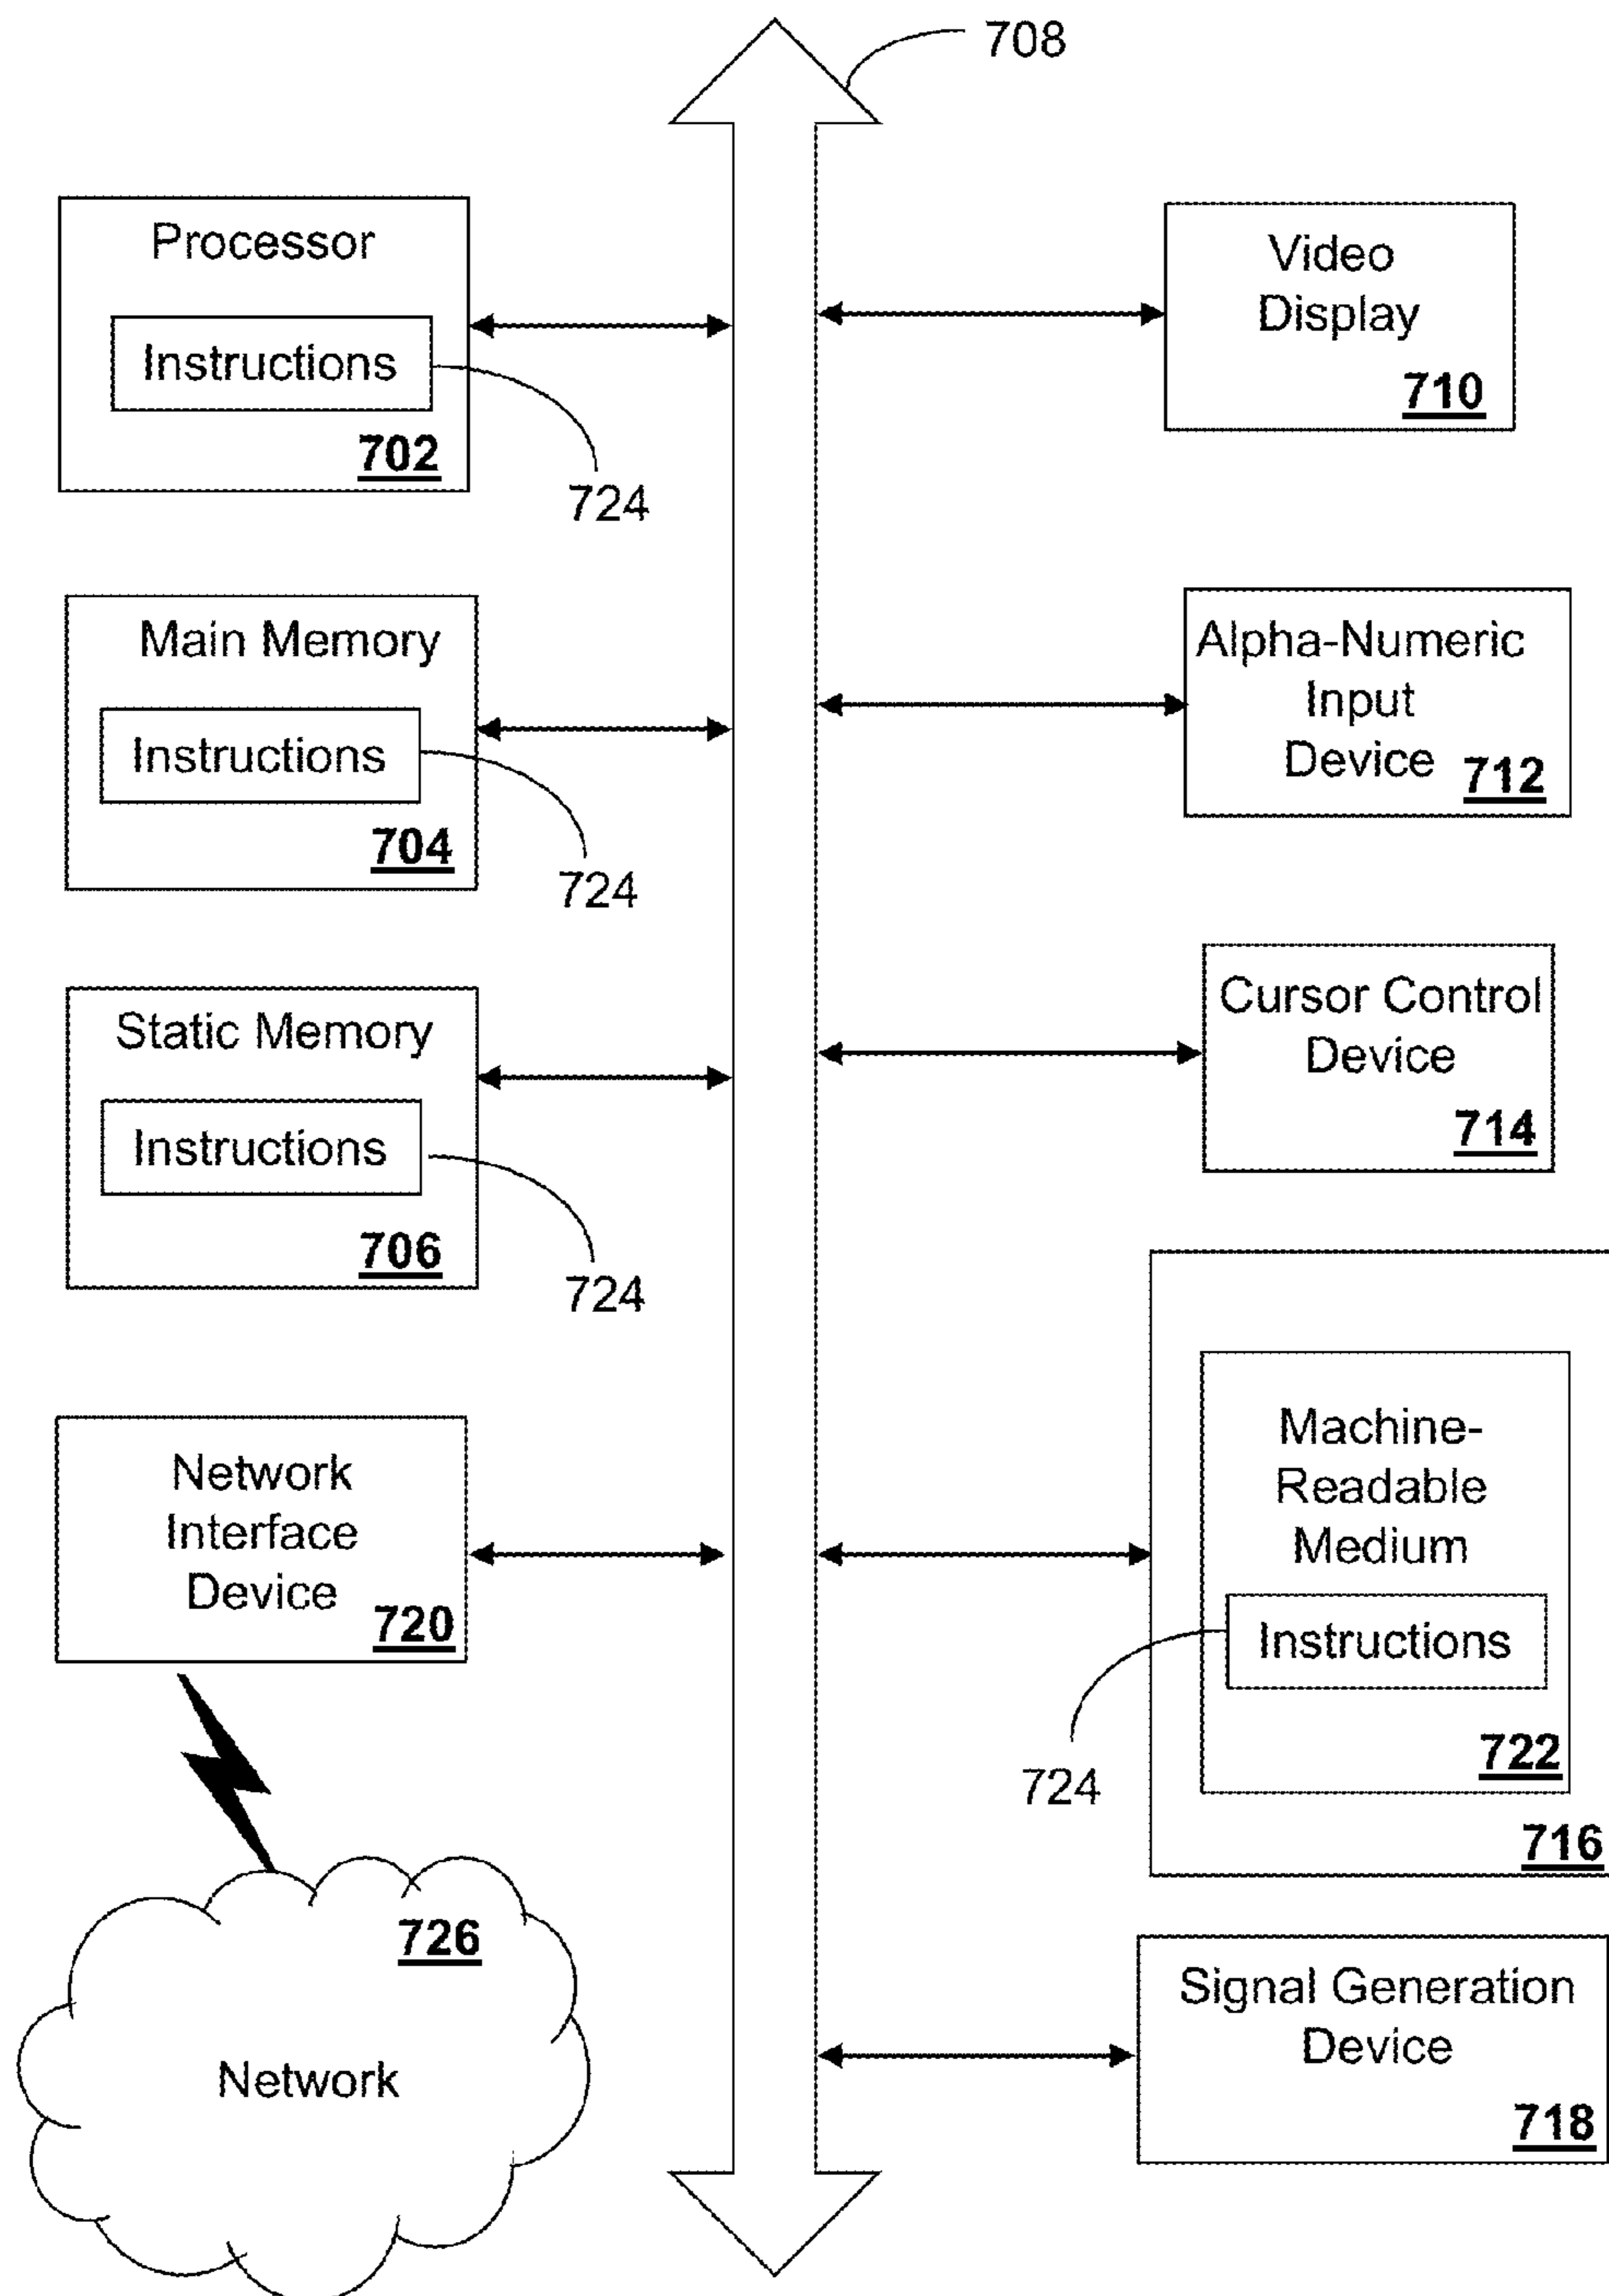 708
Processor
Instructions
702
724
Main Memory
Instructions
704
724
Static Memory
Instructions
706
724
Network
Interface
Device
720
726
Network
Video
Display
710
Alpha-Numeric
Input
Device
712
Cursor Control
Device
714
Machine-
Readable
Medium
Instructions
724
722
716
Signal Generation
Device
718